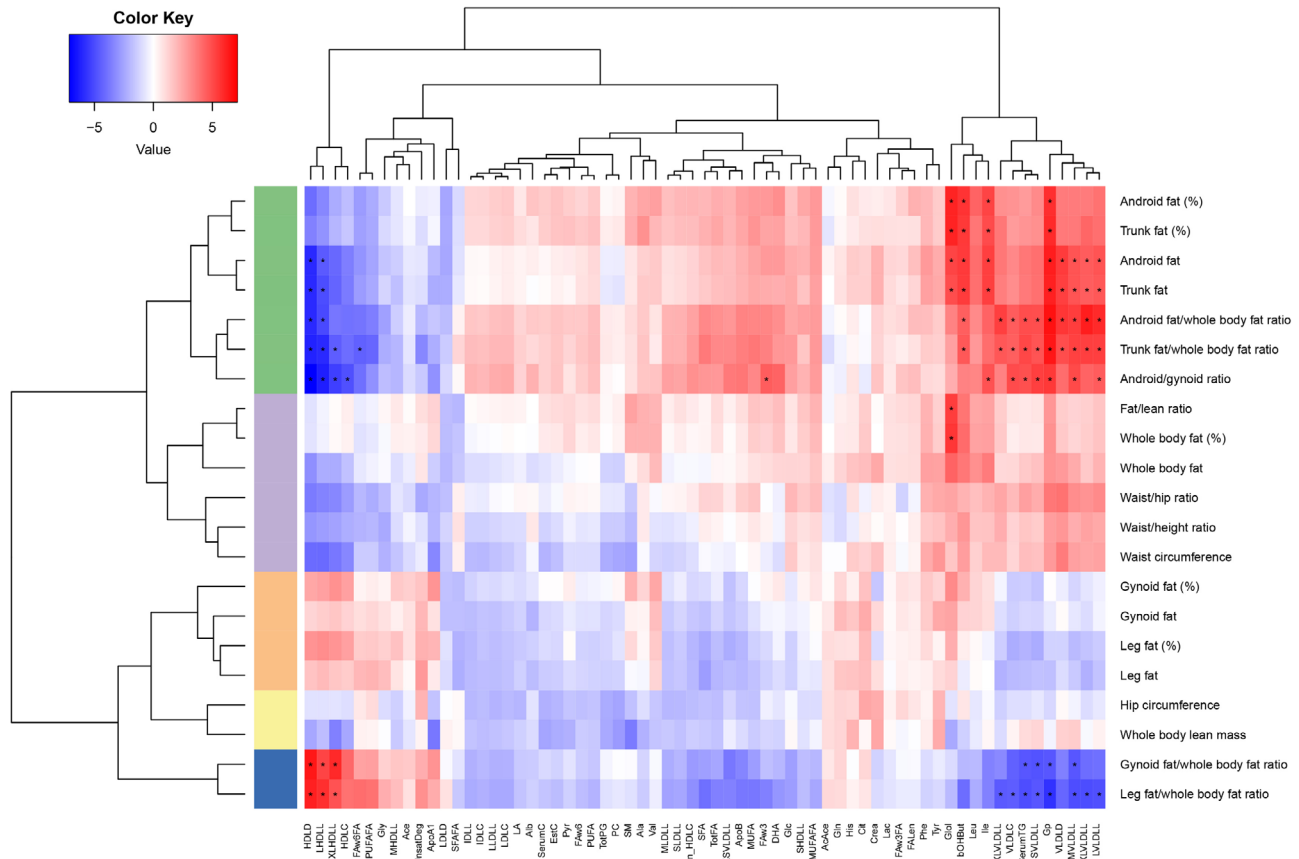 Color Key
−5 0 5
Value
Android fat (%)
Trunk fat (%)
Android fat
Trunk fat
Android fat/whole body fat ratio
Trunk fat/whole body fat ratio
Android/gynoid ratio
Fat/lean ratio
Whole body fat (%)
Whole body fat
Waist/hip ratio
Waist/height ratio
Waist circumference
Gynoid fat (%)
Gynoid fat
Leg fat (%)
Leg fat
Hip circumference
Whole body lean mass
Gynoid fat/whole body fat ratio
Leg fat/whole body fat ratio
HDLD
LHDLL
XLHDLL
HDLC
FAw6FA
PUFAFA
Gly
MHDLL
Ace
nsatDeg
ApoA1
LDLD
SFAFA
IDLL
IDLC
LLDLL
LDLC
LA
Alb
SerumC
EstC
Pyr
FAw6
PUFA
TotPG
PC
SM
Ala
Val
MLDLL
SLDLL
n_HDLC
SFA
TotFA
SVLDLL
ApoB
MUFA
FAw3
DHA
Glc
SHDLL
MUFAFA
AcAce
Gln
His
Cit
Crea
Lac
FAw3FA
FALen
Phe
Tyr
Glol
bOHBut
Leu
Ile
XLVLDLL
VLDLC
SerumTG
SVLDLL
Gp
VLDLD
MVLDLL
XLVLDLL
LVLDLL